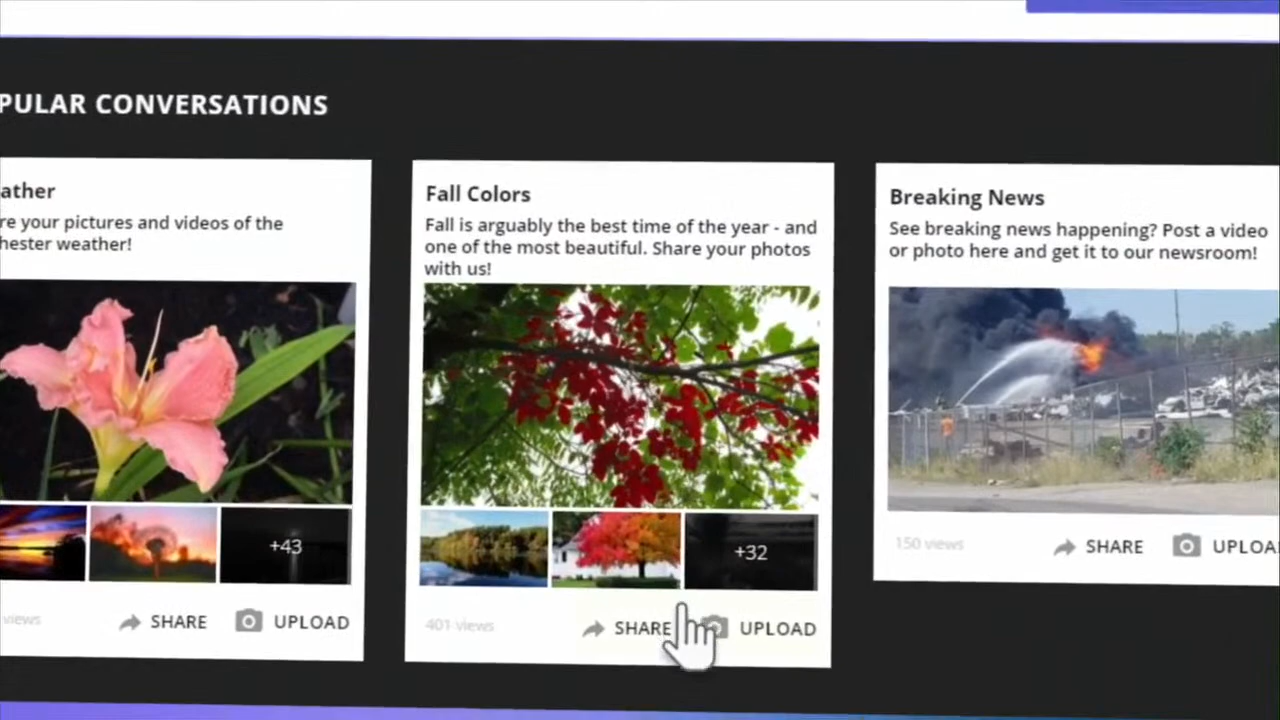 PULAR CONVERSATIONS
ather
re your pictures and videos of the
hester weather!
+43
views
SHARE
UPLOAD
Fall Colors
Fall is arguably the best time of the year - and
one of the most beautiful. Share your photos
with us!
+32
401 views
SHARE
UPLOAD
Breaking News
See breaking news happening? Post a video
or photo here and get it to our newsroom!
150 views
SHARE
UPLOA